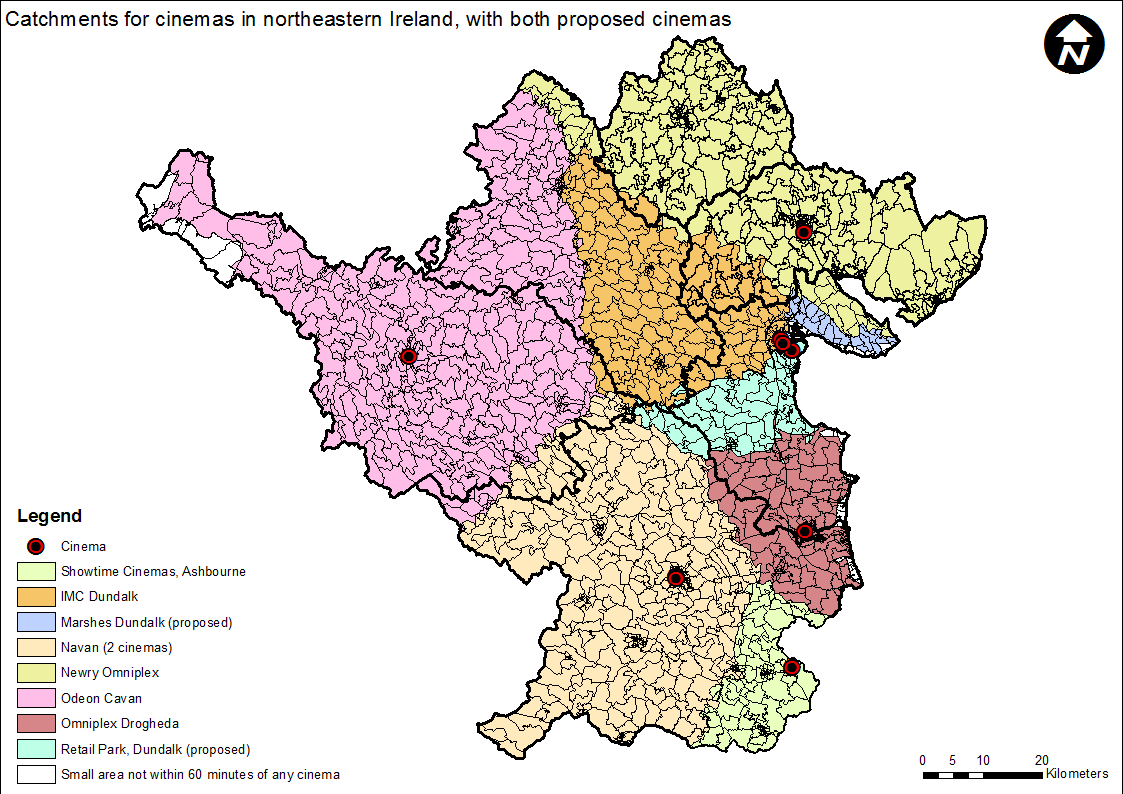 Catchments for cinemas in northeastern Ireland, with both proposed cinemas
N
Legend
Cinema
Showtime Cinemas, Ashbourne
IMC Dundalk
Marshes Dundalk (proposed)
Navan (2 cinemas)
Newry Omniplex
Odeon Cavan
Omniplex Drogheda
Retail Park, Dundalk (proposed)
Small area not within 60 minutes of any cinema
0 5 10 20
Kilometers